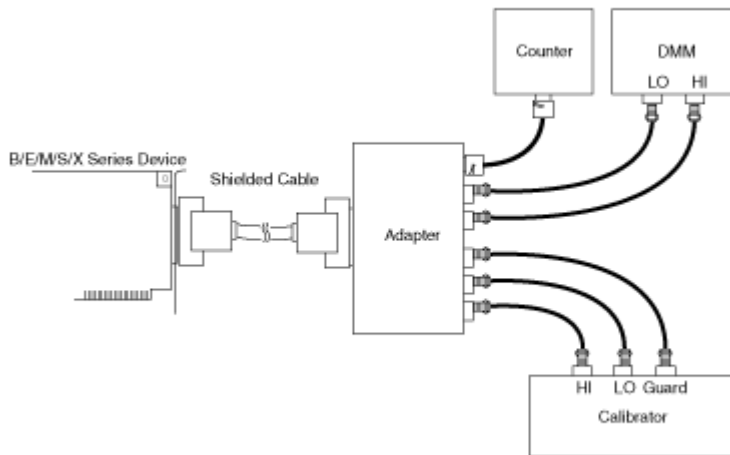 Counter
DMM
LO HI
B/E/M/S/X Series Device
Shielded Cable
Adapter
HI LO Guard
Calibrator